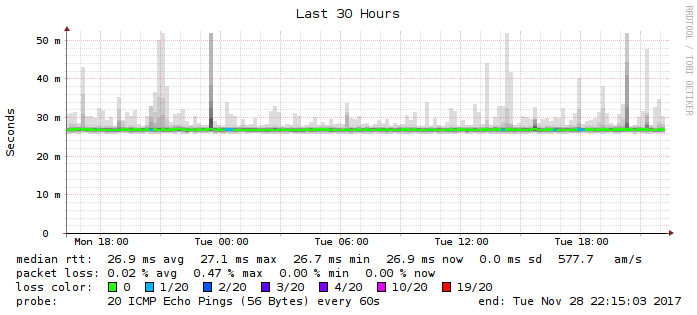 Last 30 Hours
RRDTOOL / TOBI OETIKER
Seconds
50 m
40 m
30 m
20 m
10 m
0
Mon 18:00 Tue 00:00 Tue 06:00 Tue 12:00 Tue 18:00
median rtt: 26.9 ms avg 27.1 ms max 26.7 ms min 26.9 ms now 0.0 ms sd 577.7 am/s
packet loss: 0.02 % avg 0.47 % max 0.00 % min 0.00 % now
loss color: 0 1/20 2/20 3/20 4/20 10/20 19/20
probe: 20 ICMP Echo Pings (56 Bytes) every 60s end: Tue Nov 28 22:15:03 2017